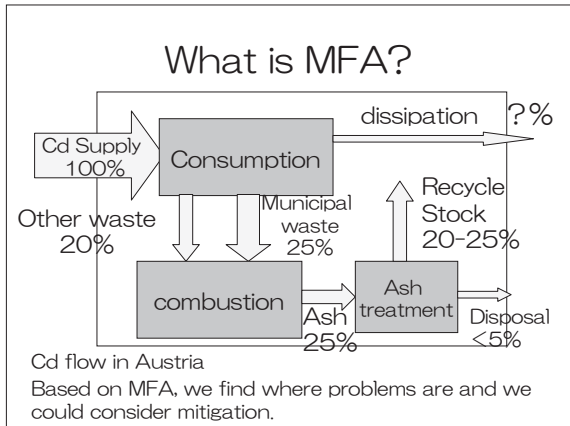 What is MFA?
dissipation
?%
Cd Supply
100%
Consumption
Other waste
20%
Municipal
waste
25%
Recycle
Stock
20-25%
combustion
Ash
25%
Ash
treatment
Disposal
<5%
Cd flow in Austria
Based on MFA, we find where problems are and we
could consider mitigation.